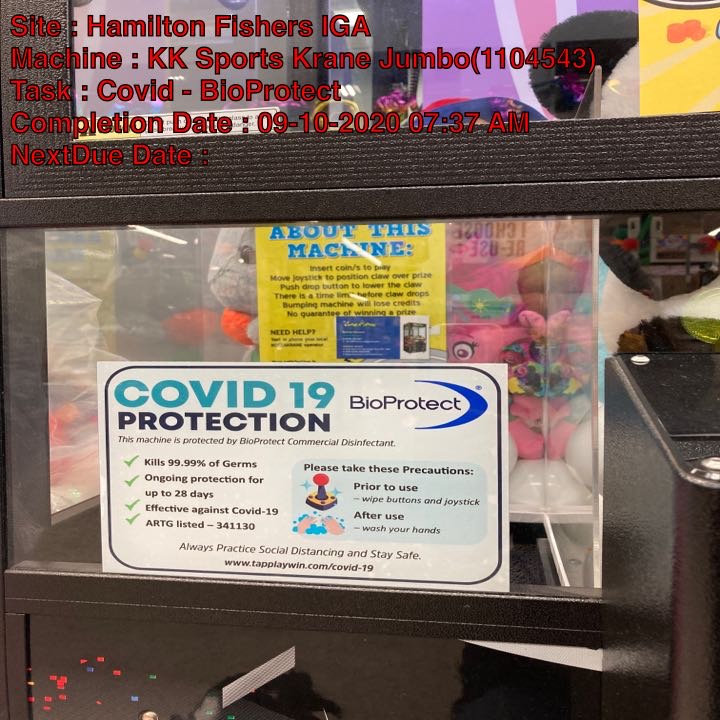 Site : Hamilton Fishers IGA
Machine : KK Sports Krane Jumbo(1104543)
Task : Covid - BioProtect
Completion Date : 09-10-2020 07:37 AM
NextDue Date :
I CHOOSE
RE-USE
ABOUT THIS
MACHINE:
Insert coin/s to play
Move joystick to position claw over prize
Push drop button to lower the claw
There is a time limit before claw drops
Bumping machine will lose credits
No guarantee of winning a prize
NEED HELP?
COVID 19
PROTECTION
BioProtect®
This machine is protected by BioProtect Commercial Disinfectant.
Kills 99.99% of Germs
Ongoing protection for
up to 28 days
Effective against Covid-19
ARTG listed – 341130
Please take these Precautions:
Prior to use
– wipe buttons and joystick
After use
– wash your hands
Always Practice Social Distancing and Stay Safe.
www.tapplaywin.com/covid-19